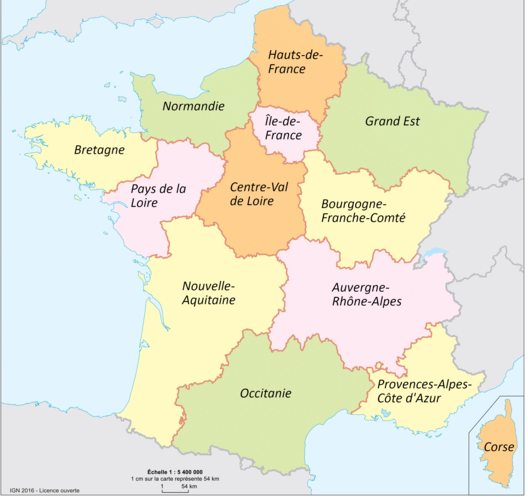 Hauts-de-
France
Normandie
Île-de-
France
Grand Est
Bretagne
Pays de la
Loire
Centre-Val
de Loire
Bourgogne-
Franche-Comté
Nouvelle-
Aquitaine
Auvergne-
Rhône-Alpes
Occitanie
Provences-Alpes-
Côte d'Azur
Corse
Échelle 1 : 5 400 000
1 cm sur la carte représente 54 km
1 54 km
IGN 2016 - Licence ouverte